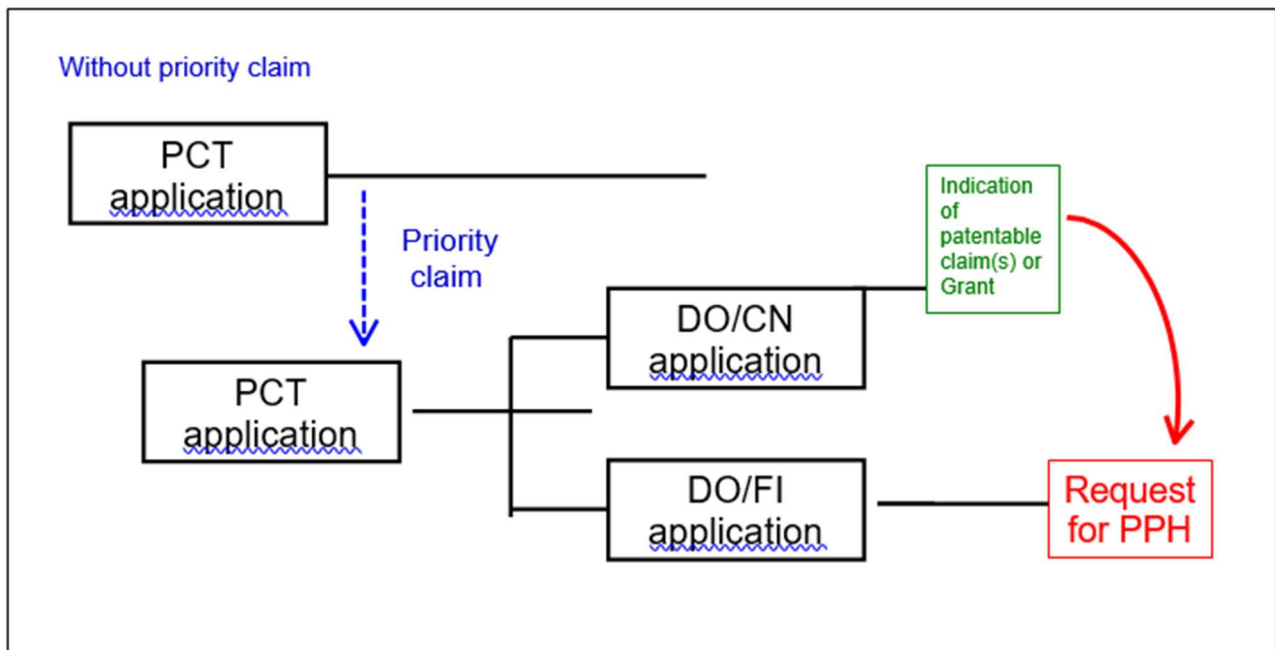 Without priority claim
PCT
application
Priority
claim
PCT
application
DO/CN
application
DO/FI
application
Indication
of
patentable
claim(s) or
Grant
Request
for PPH